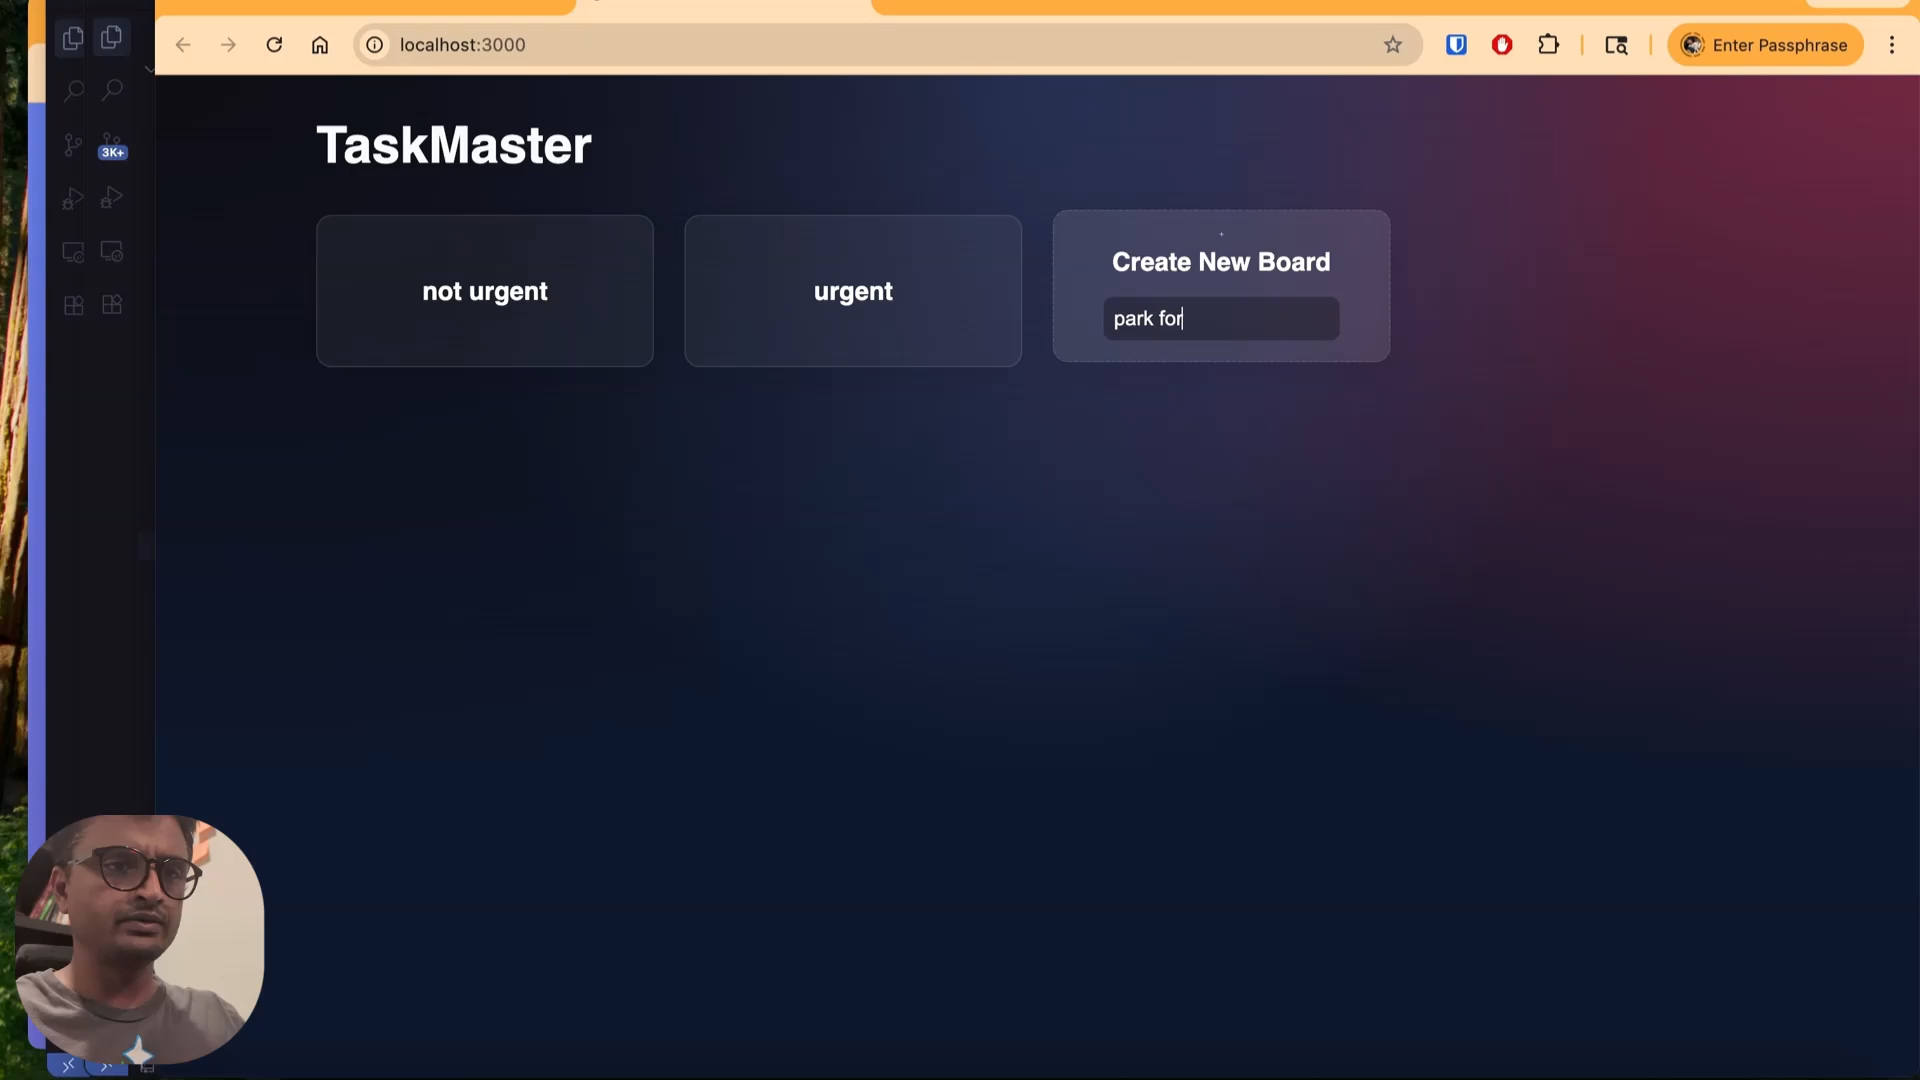 localhost:3000
Enter Passphrase
3K+
TaskMaster
not urgent
urgent
+
Create New Board
park for